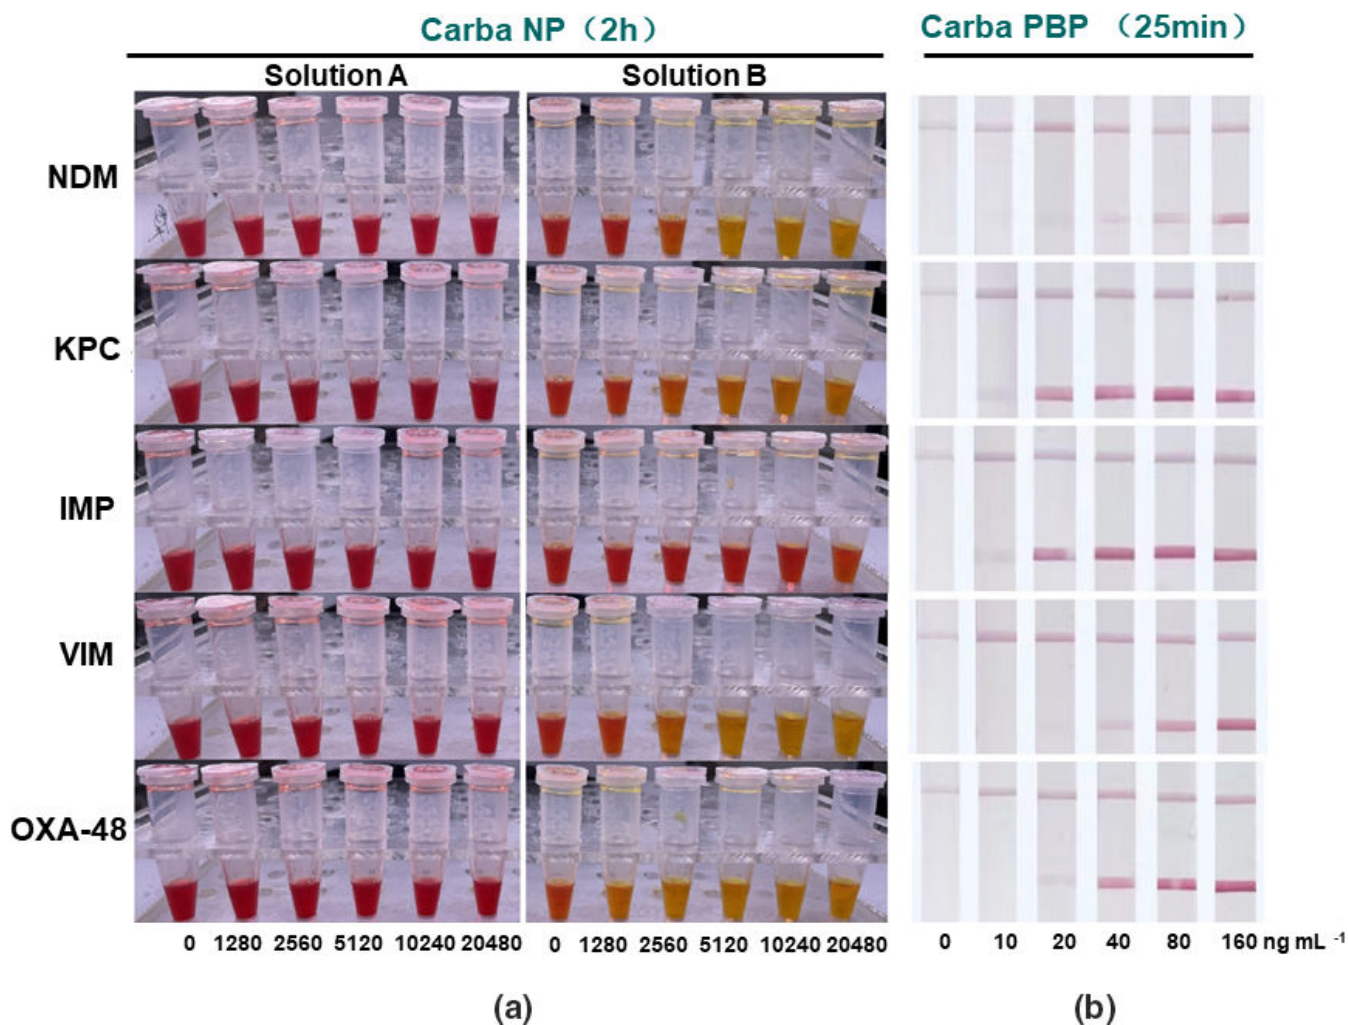 Carba NP（2h）
Carba PBP （25min）
Solution A
Solution B
NDM
KPC
IMP
VIM
OXA-48
0 1280 2560 5120 10240 20480
0 1280 2560 5120 10240 20480
0 10 20 40 80 160 ng mL -1
(a)
(b)